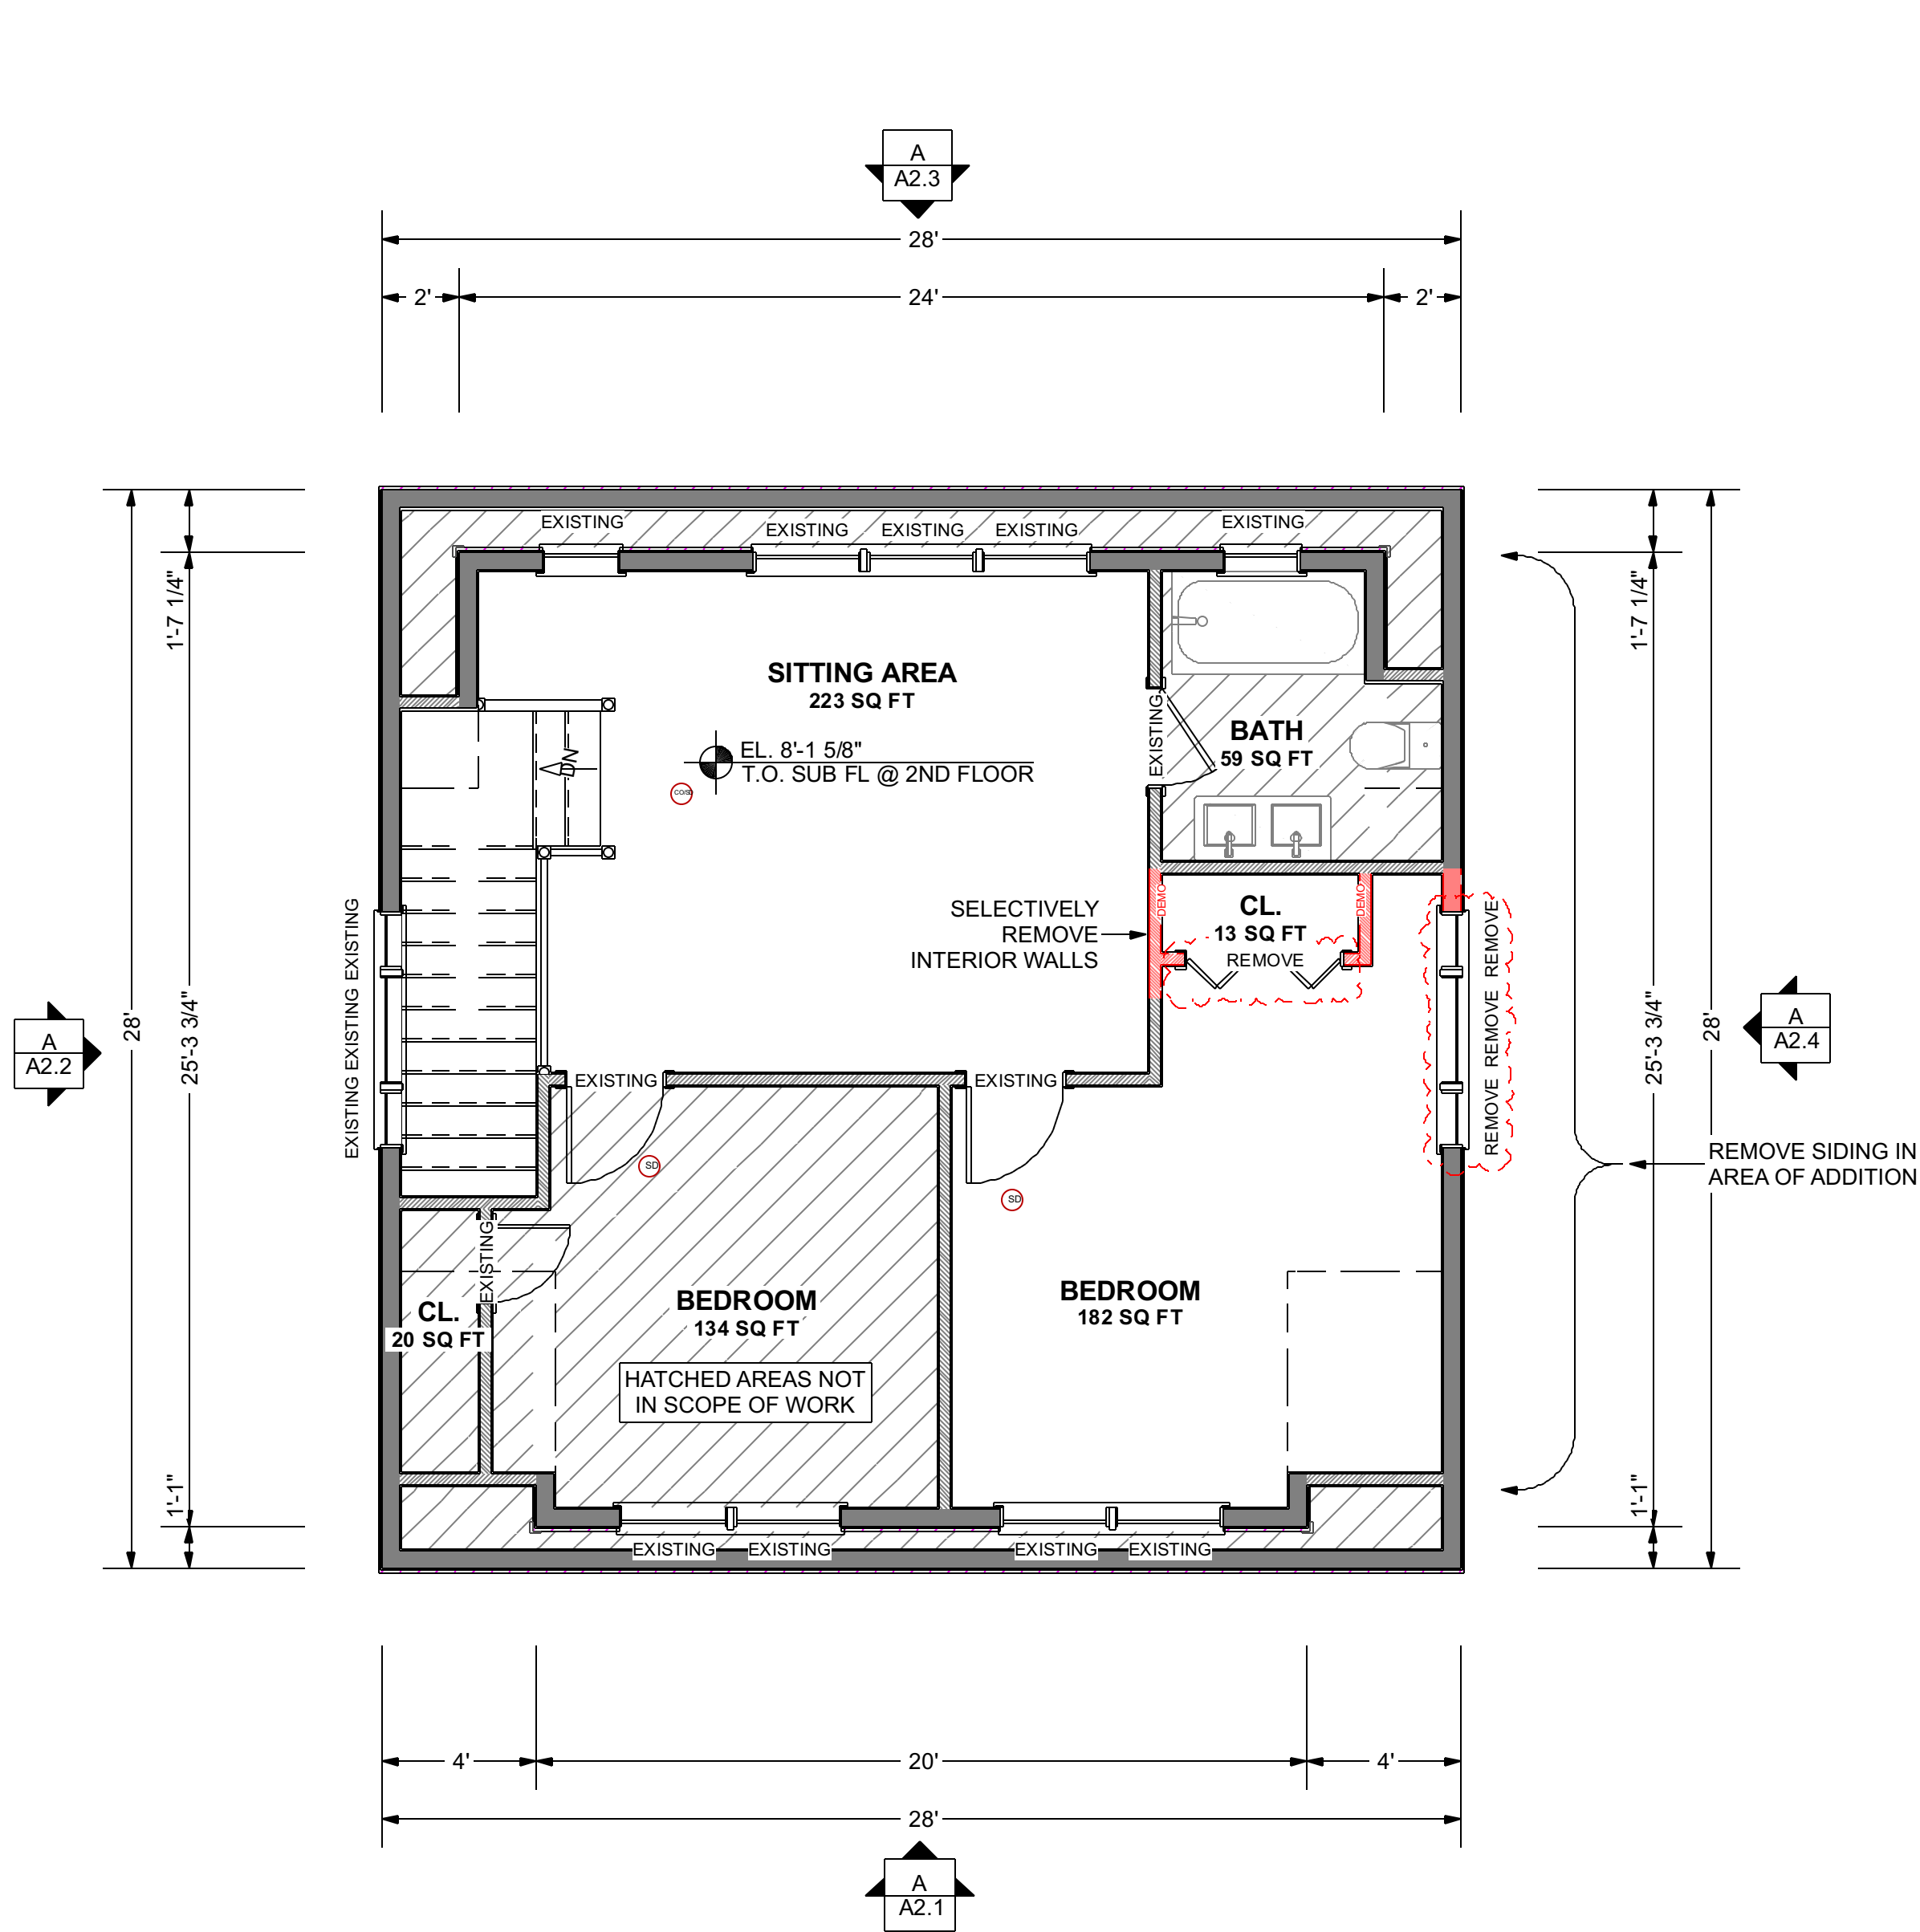 A
A2.3
28'
2'
24'
2'
EXISTING
EXISTING
EXISTING
EXISTING
EXISTING
1'-7 1/4"
1'-7 1/4"
SITTING AREA
223 SQ FT
EXISTING
BATH
59 SQ FT
EL. 8'-1 5/8"
T.O. SUB FL @ 2ND FLOOR
DN
CO/SD
SELECTIVELY
REMOVE
INTERIOR WALLS
DEMO
DEMO
CL.
13 SQ FT
REMOVE
EXISTING EXISTING EXISTING
REMOVE REMOVE REMOVE
A
A2.2
28'
25'-3 3/4"
25'-3 3/4"
28'
A
A2.4
EXISTING
EXISTING
SD
SD
REMOVE SIDING IN
AREA OF ADDITION
EXISTING
CL.
20 SQ FT
BEDROOM
134 SQ FT
BEDROOM
182 SQ FT
HATCHED AREAS NOT
IN SCOPE OF WORK
1'-1"
1'-1"
EXISTING
EXISTING
EXISTING
EXISTING
4'
20'
4'
28'
A
A2.1